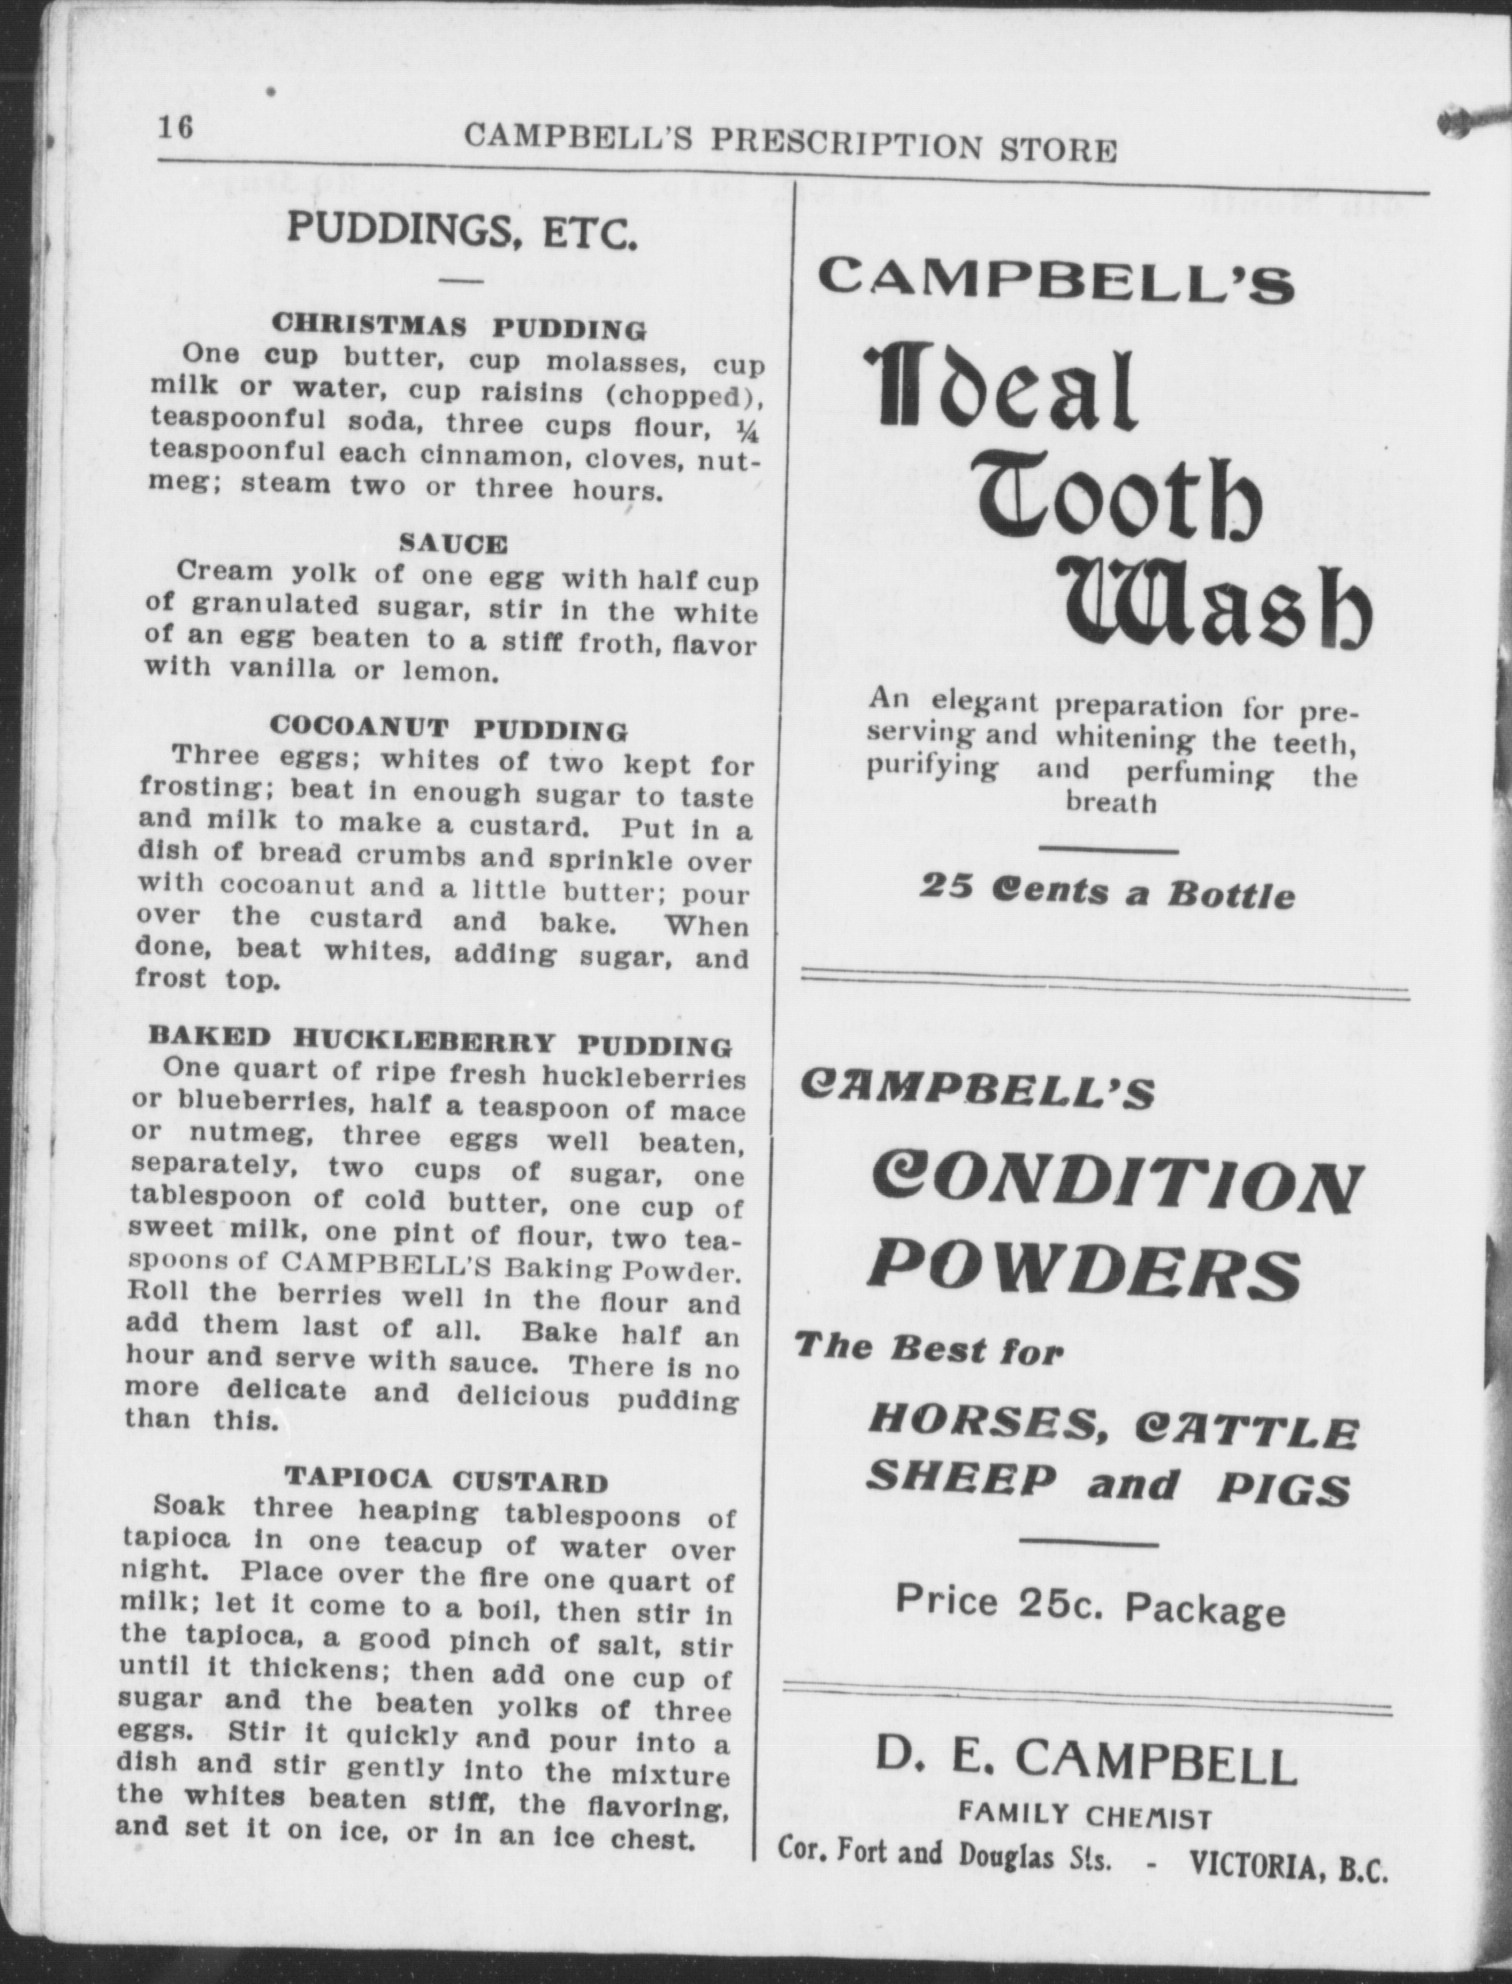 16
CAMPBELL'S PRESCRIPTION STORE
PUDDINGS, ETC.
CHRISTMAS PUDDING
One cup butter, cup molasses, cup
milk or water, cup raisins (chopped),
teaspoonful soda, three cups flour, ¼
teaspoonful each cinnamon, cloves, nut-
meg; steam two or three hours.
SAUCE
Cream yolk of one egg with half cup
of granulated sugar, stir in the white
of an egg beaten to a stiff froth, flavor
with vanilla or lemon.
COCOANUT PUDDING
Three eggs; whites of two kept for
frosting; beat in enough sugar to taste
and milk to make a custard. Put in a
dish of bread crumbs and sprinkle over
with cocoanut and a little butter; pour
over the custard and bake. When
done, beat whites, adding sugar, and
frost top.
BAKED HUCKLEBERRY PUDDING
One quart of ripe fresh huckleberries
or blueberries, half a teaspoon of mace
or nutmeg, three eggs well beaten,
separately, two cups of sugar, one
tablespoon of cold butter, one cup of
sweet milk, one pint of flour, two tea-
spoons of CAMPBELL'S Baking Powder.
Roll the berries well in the flour and
add them last of all. Bake half an
hour and serve with sauce. There is no
more delicate and delicious pudding
than this.
TAPIOCA CUSTARD
Soak three heaping tablespoons of
tapioca in one teacup of water over
night. Place over the fire one quart of
milk; let it come to a boil, then stir in
the tapioca, a good pinch of salt, stir
until it thickens; then add one cup of
sugar and the beaten yolks of three
eggs. Stir it quickly and pour into a
dish and stir gently into the mixture
the whites beaten stiff, the flavoring,
and set it on ice, or in an ice chest.
CAMPBELL'S
Ideal
Tooth
Wash
An elegant preparation for pre-
serving and whitening the teeth,
purifying and perfuming the
breath
25 Cents a Bottle
CAMPBELL'S
CONDITION
POWDERS
The Best for
HORSES, CATTLE
SHEEP and PIGS
Price 25c. Package
D. E. CAMPBELL
FAMILY CHEMIST
Cor. Fort and Douglas Sts. - VICTORIA, B.C.